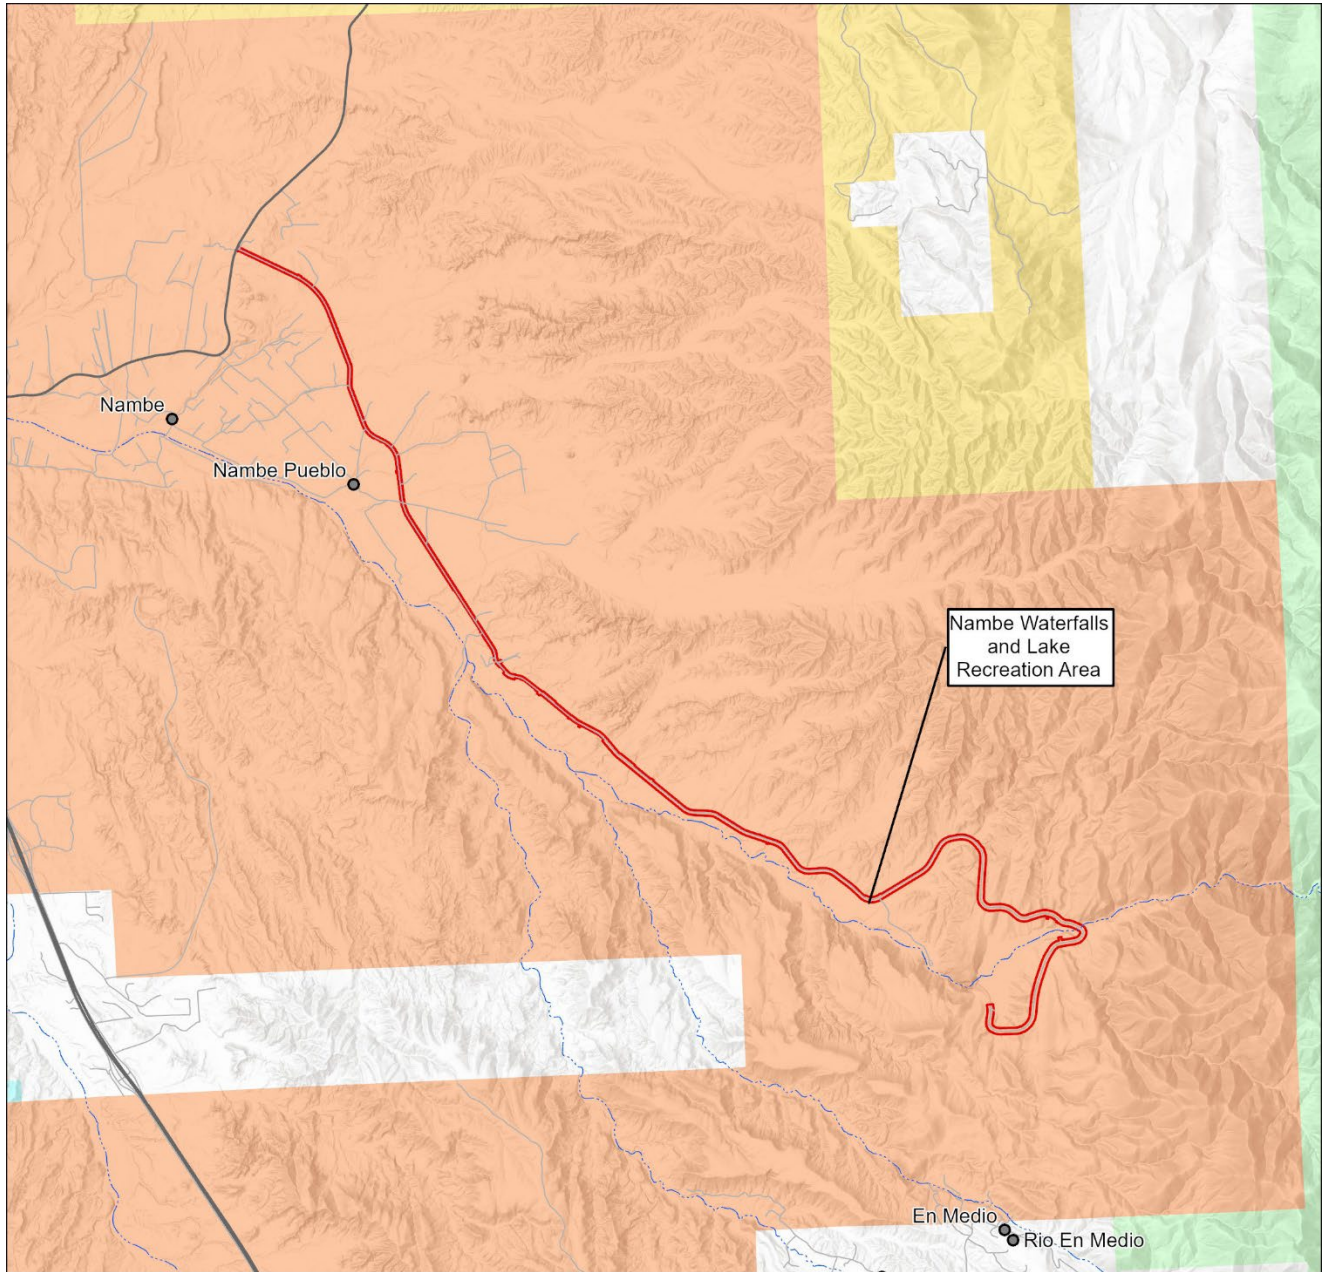 Nambe
Nambe Pueblo
Nambe Waterfalls
and Lake
Recreation Area
En Medio
Rio En Medio